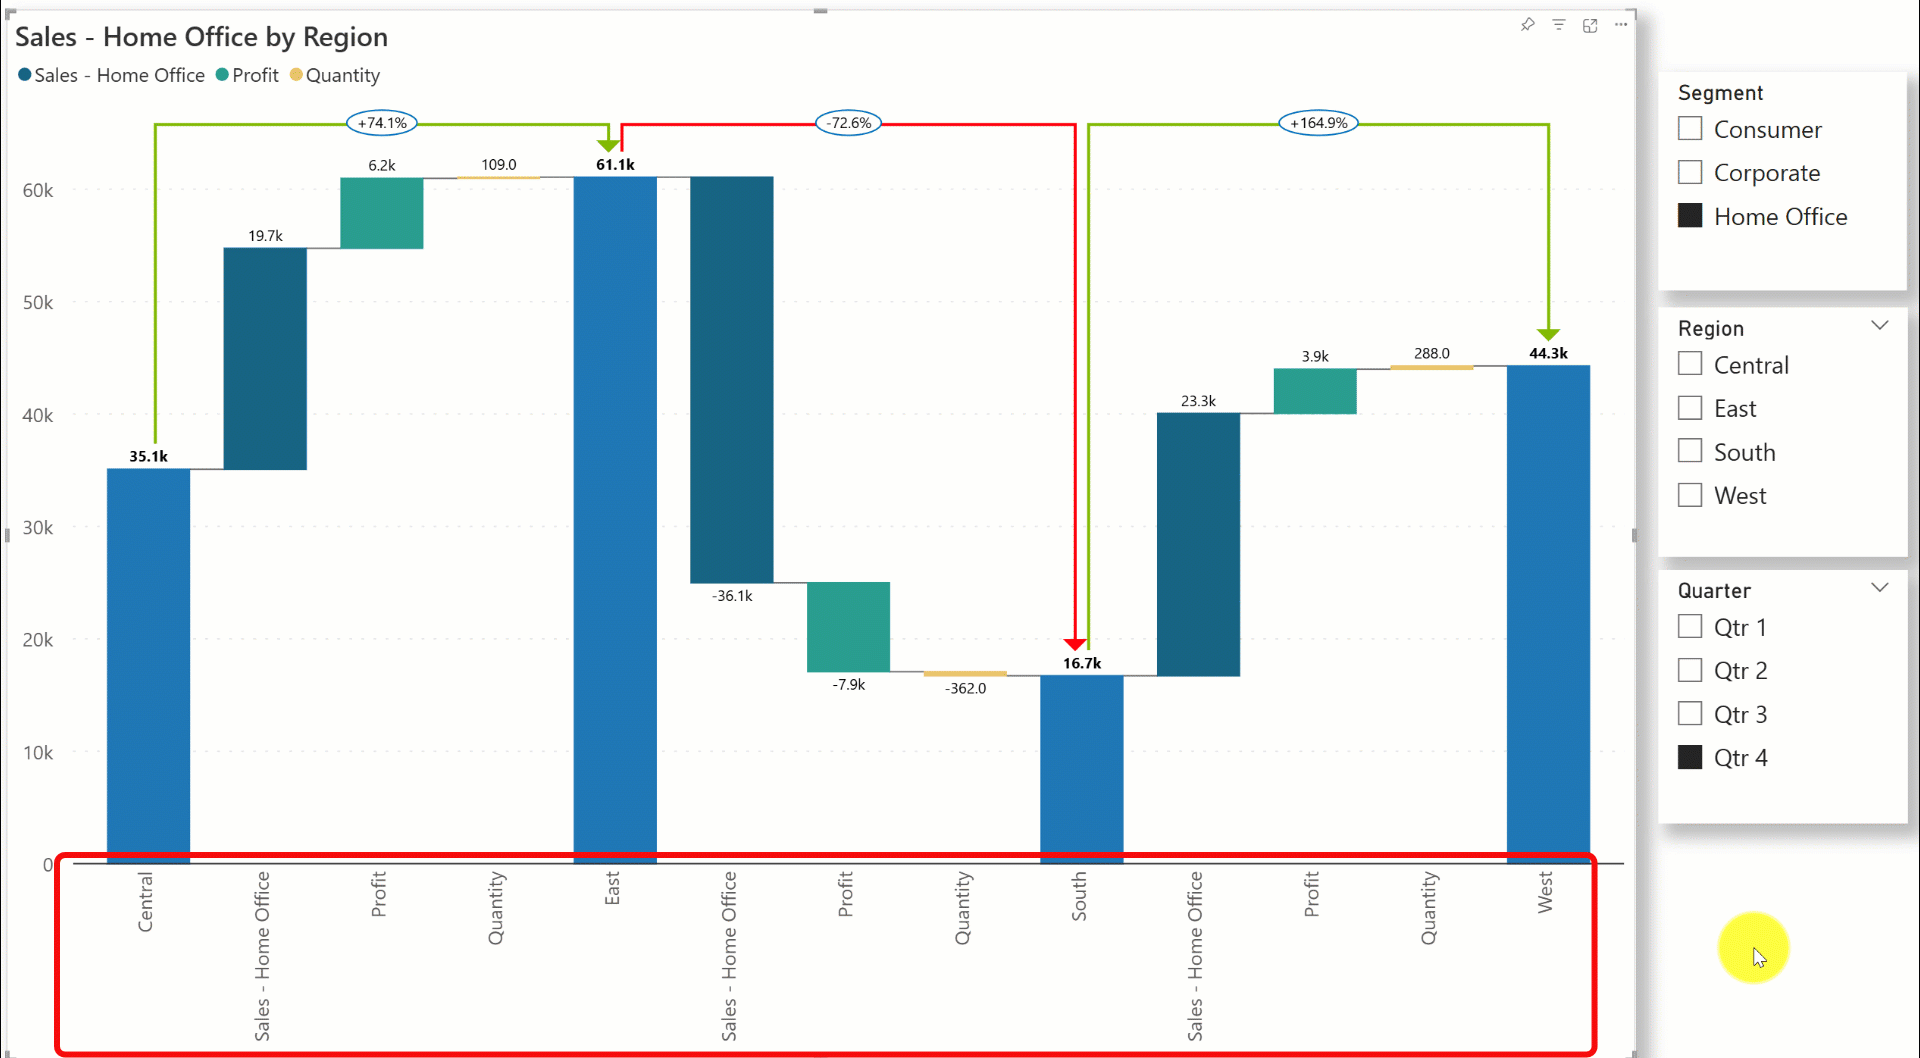 Sales - Home Office by Region
Sales - Home Office Profit Quantity
+74.1% -72.6% +164.9%
60k
50k
40k
30k
20k
10k
0
35.1k
19.7k
6.2k
109.0
61.1k
-36.1k
-7.9k
-362.0
16.7k
23.3k
3.9k
288.0
44.3k
Central
Sales - Home Office
Profit
Quantity
East
Sales - Home Office
Profit
Quantity
South
Sales - Home Office
Profit
Quantity
West
Segment
Consumer
Corporate
Home Office
Region
Central
East
South
West
Quarter
Qtr 1
Qtr 2
Qtr 3
Qtr 4